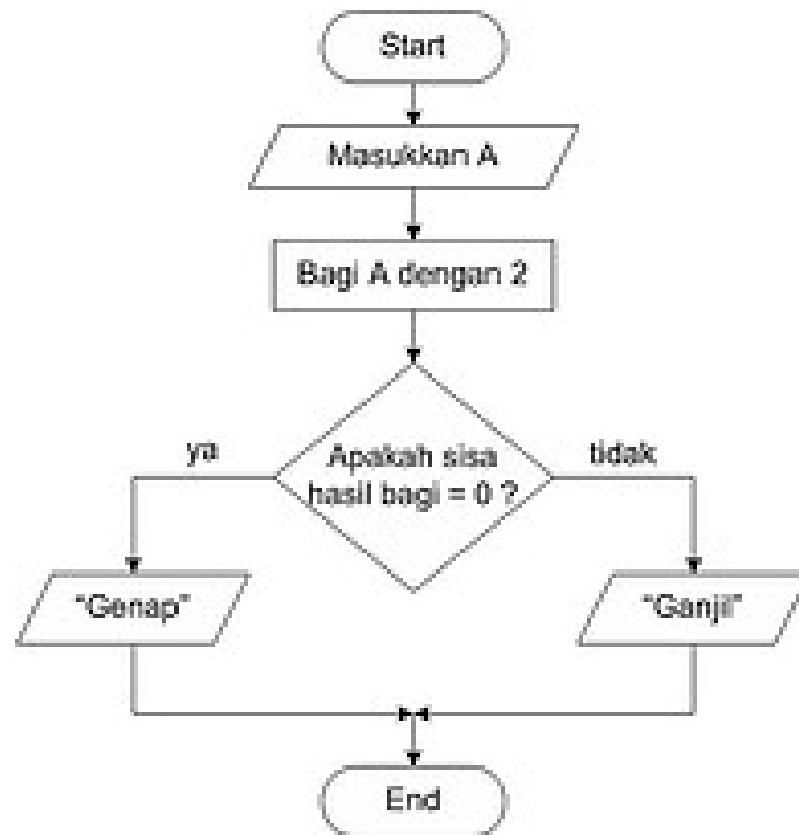 Start
Masukkan A
Bagi A dengan 2
Apakah sisa
hasil bagi = 0 ?
ya
tidak
"Genap"
"Ganjil"
End